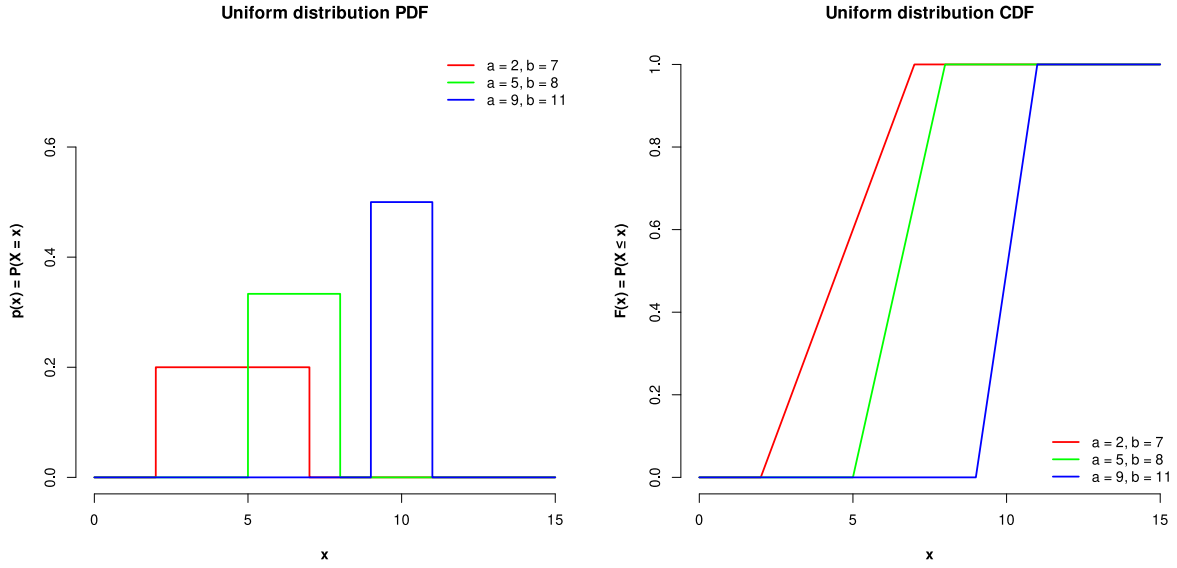 Uniform distribution PDF
a = 2, b = 7
a = 5, b = 8
a = 9, b = 11
0.6
0.4
0.2
0.0
p(x) = P(X = x)
0 5 10 15
x
Uniform distribution CDF
1.0
0.8
0.6
0.4
0.2
0.0
F(x) = P(X ≤ x)
a = 2, b = 7
a = 5, b = 8
a = 9, b = 11
0 5 10 15
x